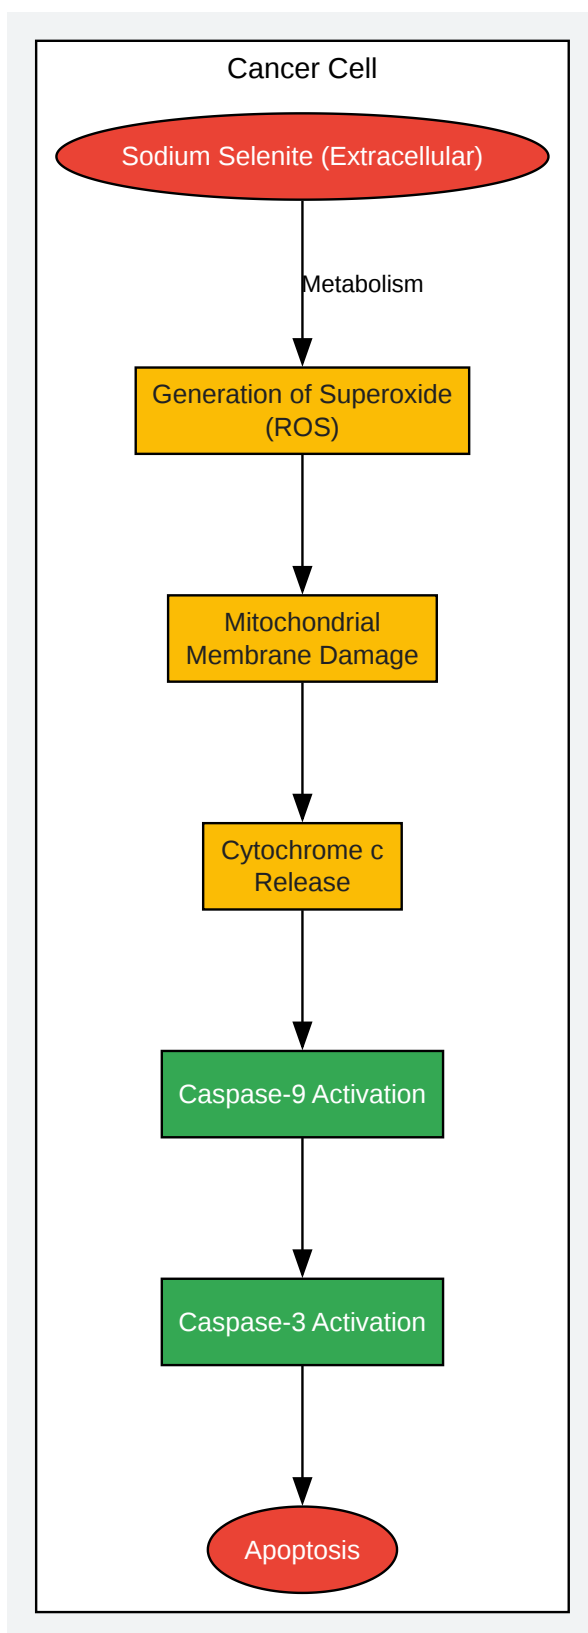 Cancer Cell
Sodium Selenite (Extracellular)
Metabolism
Generation of Superoxide
(ROS)
Mitochondrial
Membrane Damage
Cytochrome c
Release
Caspase-9 Activation
Caspase-3 Activation
Apoptosis